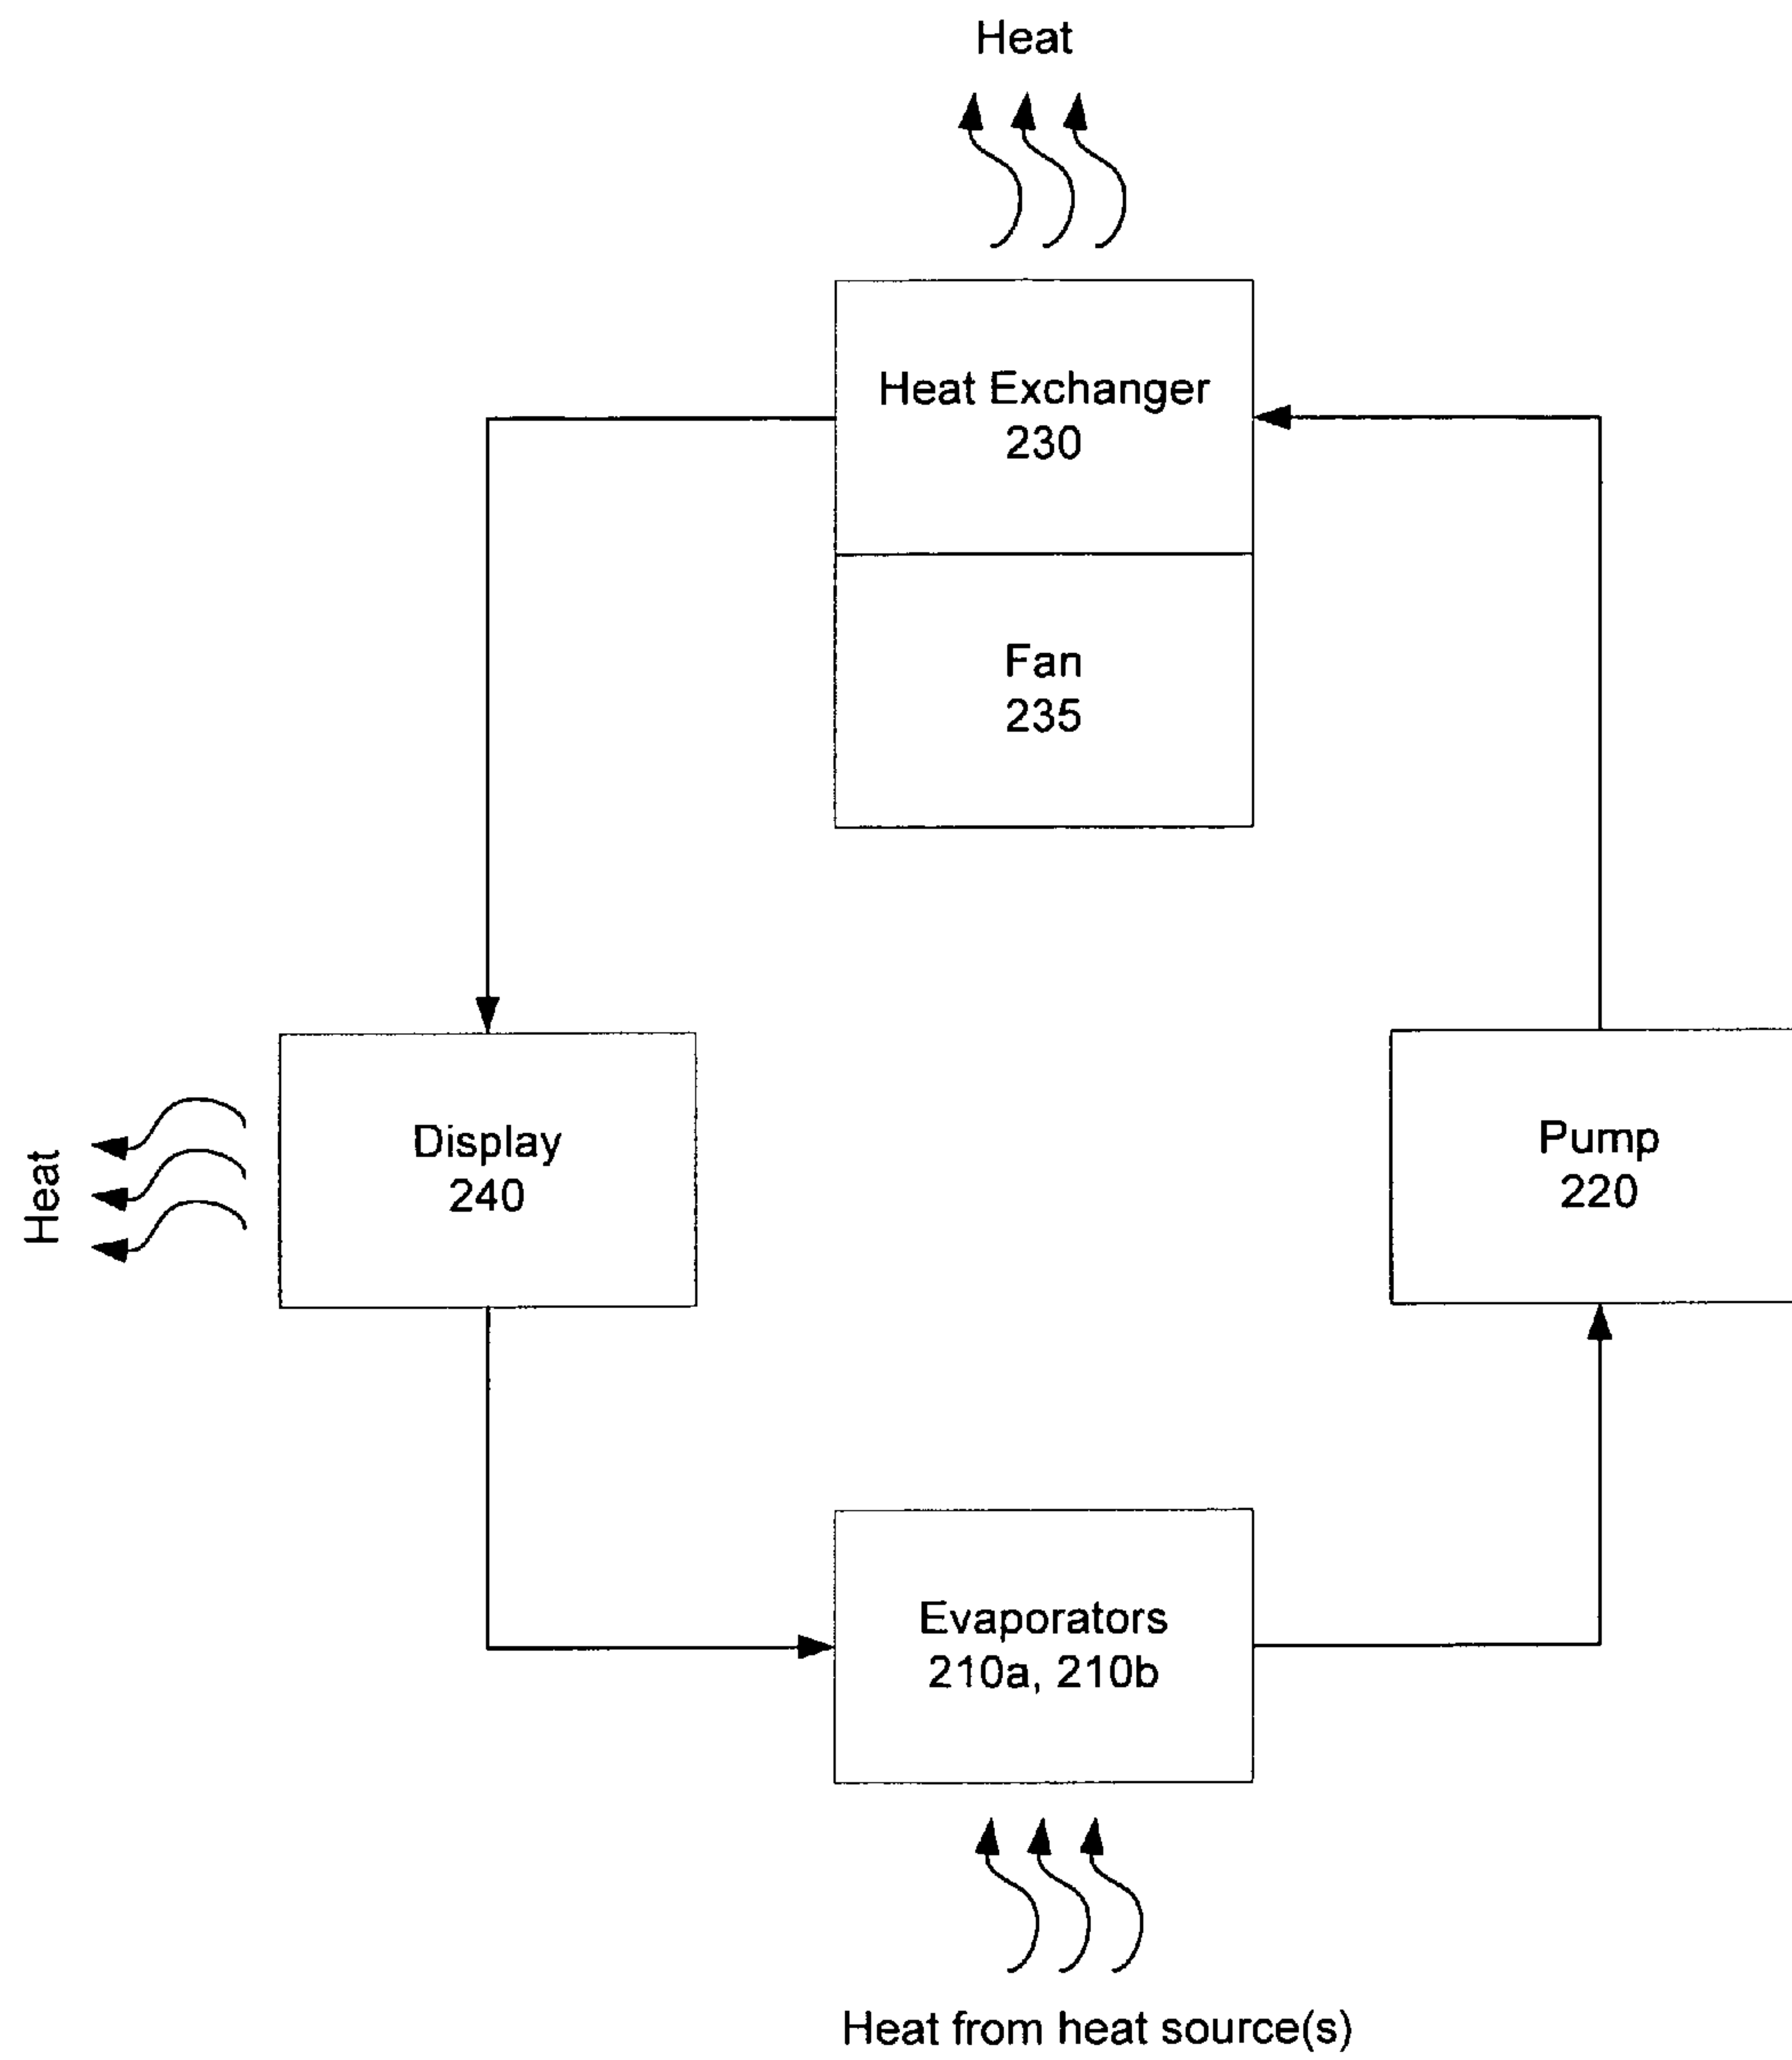 Heat
Heat Exchanger
230
Fan
235
Heat
Display
240
Pump
220
Evaporators
210a, 210b
Heat from heat source(s)